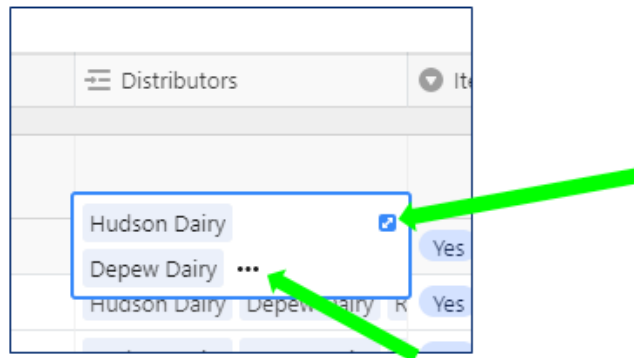 Distributors
Hudson Dairy
Yes
Depew Dairy •••
Hudson Dairy Depew Dairy R Yes